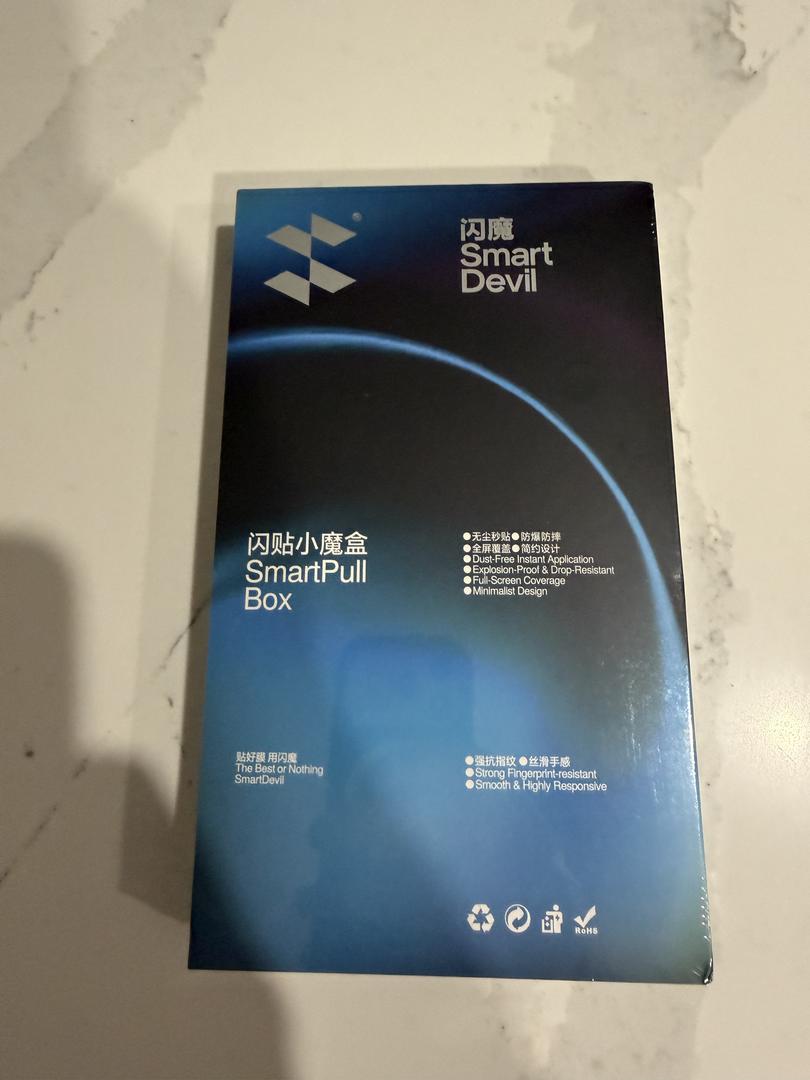 闪魔
Smart
Devil
闪贴小魔盒
SmartPull
Box
●无尘秒贴●防爆防摔
●全屏覆盖●简约设计
●Dust-Free Instant Application
●Explosion-Proof & Drop-Resistant
●Full-Screen Coverage
●Minimalist Design
贴好膜 用闪魔
The Best or Nothing
SmartDevil
●强抗指纹 ●丝滑手感
●Strong Fingerprint-resistant
●Smooth & Highly Responsive
RoHS